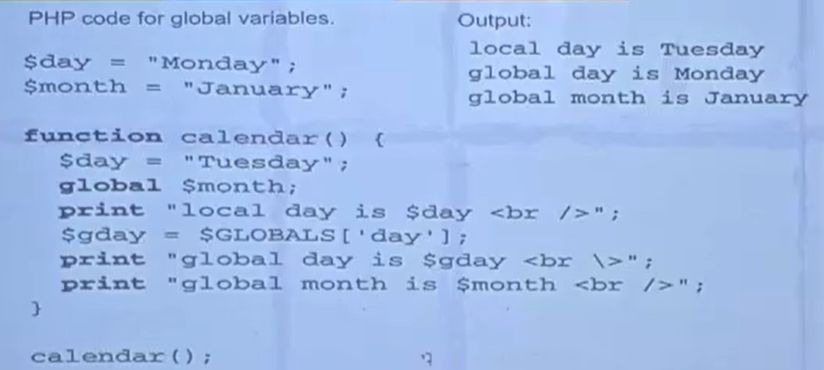 PHP code for global variables.
$day = "Monday";
$month = "January";
function calendar() {
$day = "Tuesday";
global $month;
print "local day is $day <br />";
$gday = $GLOBALS['day'];
print "global day is $gday <br \>";
print "global month is $month <br />";
}
calendar();
Output:
local day is Tuesday
global day is Monday
global month is January